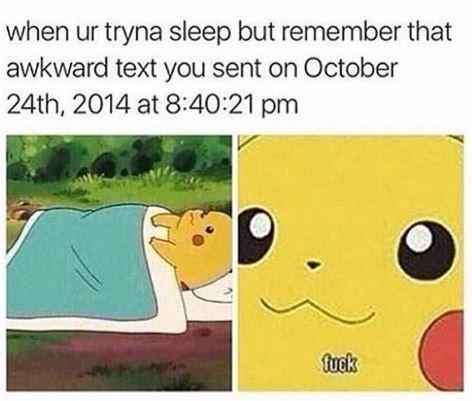 when ur tryna sleep but remember that
awkward text you sent on October
24th, 2014 at 8:40:21 pm
fuck